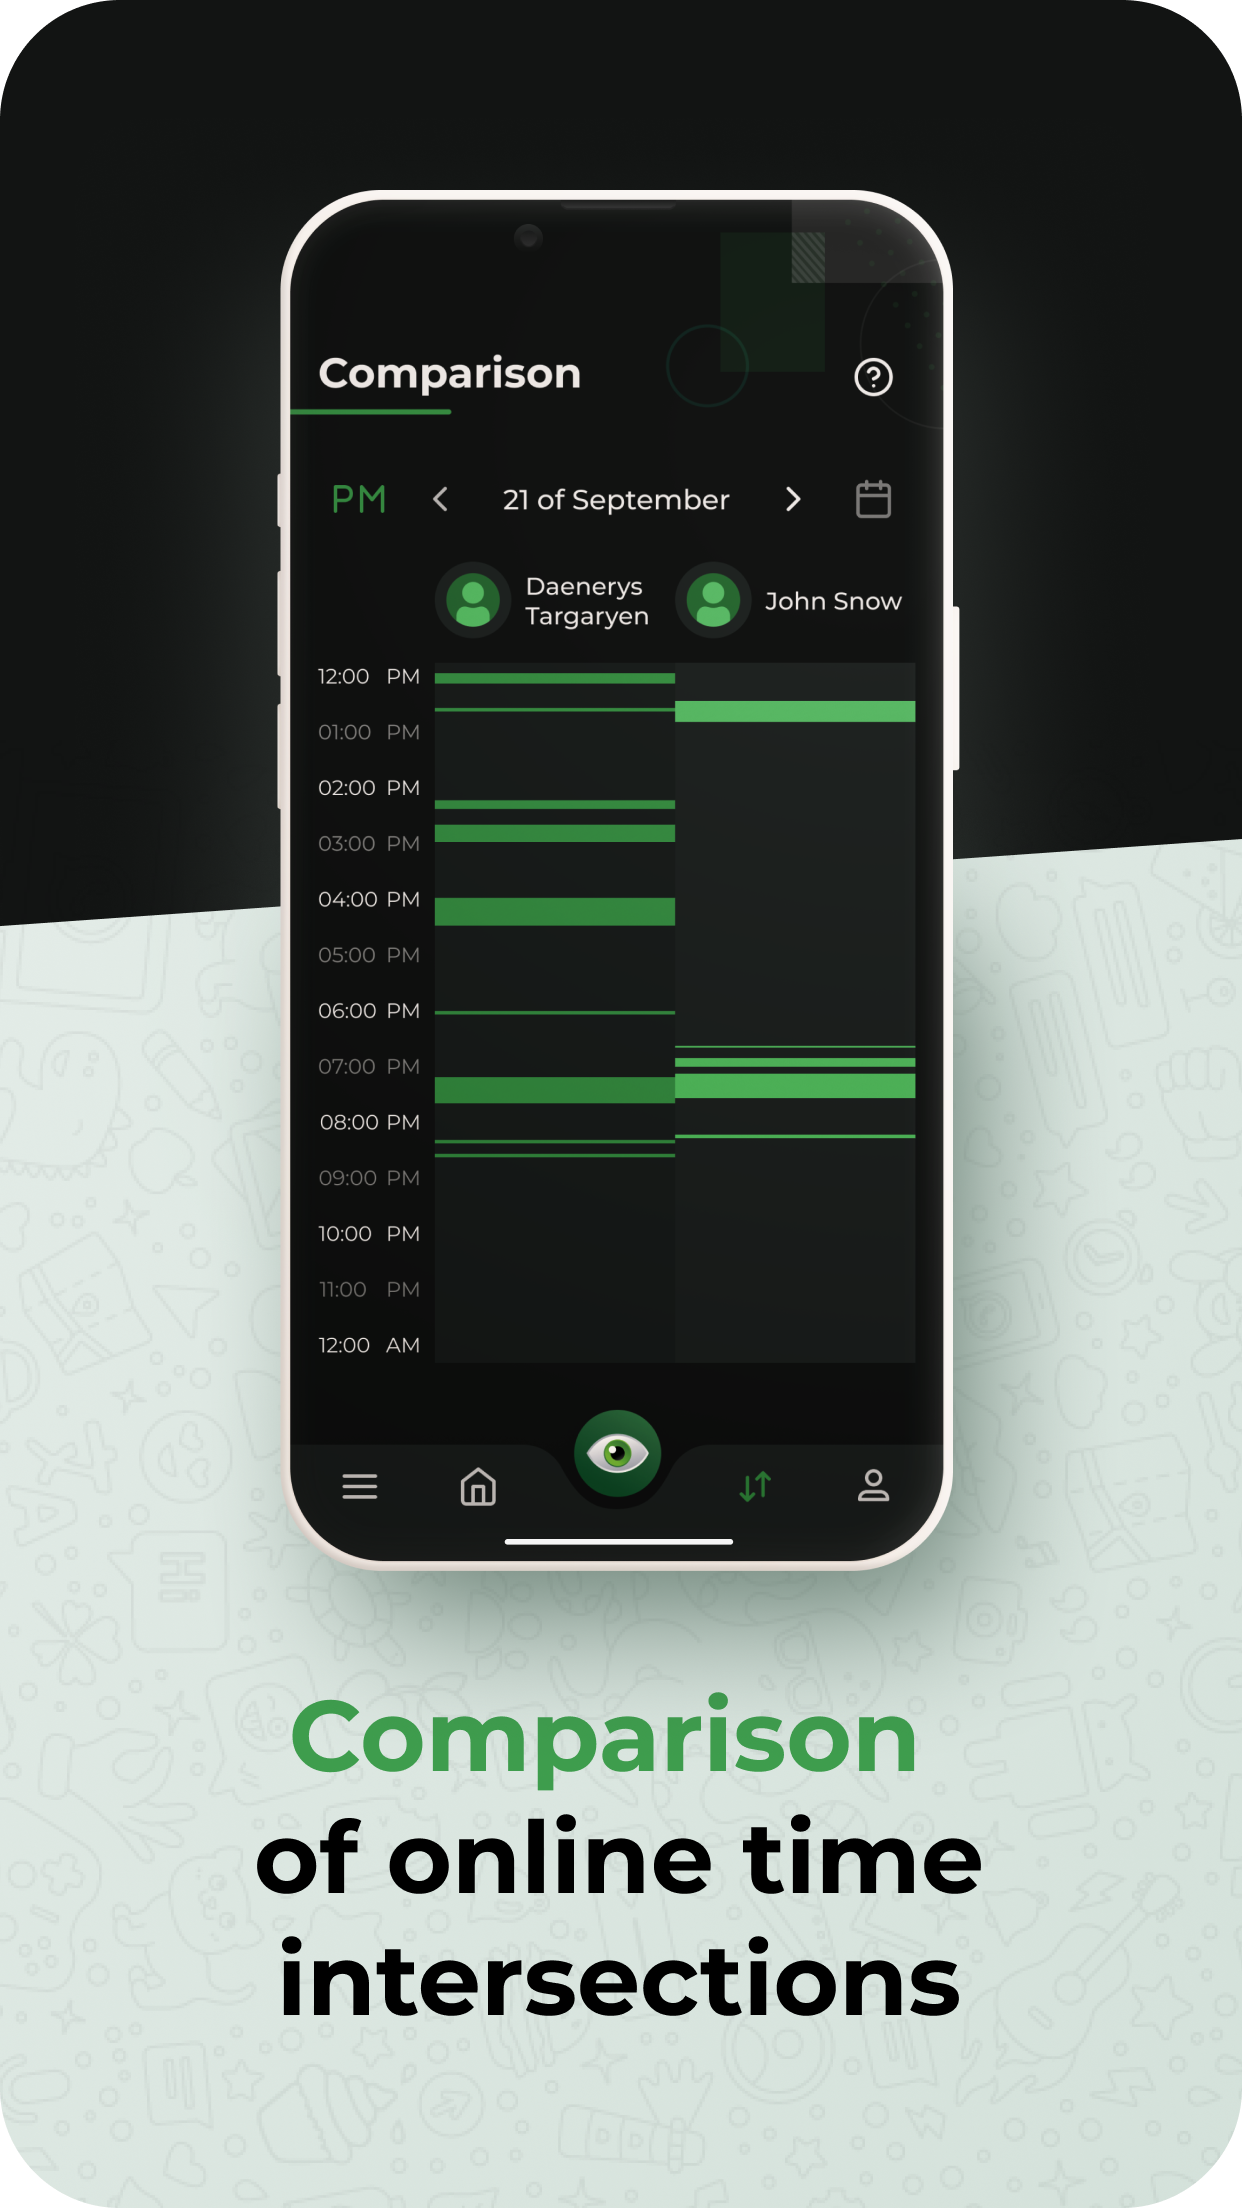 Comparison
PM
21 of September
Daenerys
Targaryen
John Snow
12:00 PM
01:00 PM
02:00 PM
03:00 PM
04:00 PM
05:00 PM
06:00 PM
07:00 PM
08:00 PM
09:00 PM
10:00 PM
11:00 PM
12:00 AM
Comparison
of online time
intersections